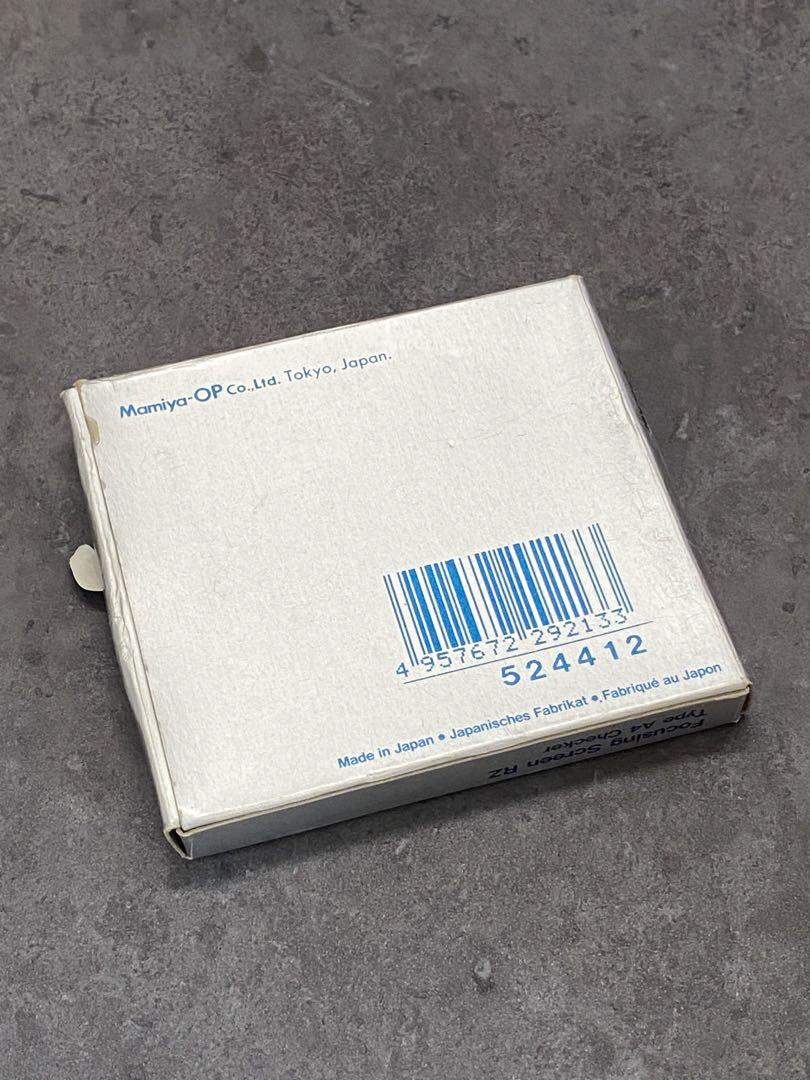 Mamiya-OP Co.,Ltd. Tokyo, Japan.
4 957672 292133
524412
Made in Japan • Japanisches Fabrikat • Fabriqué au Japon
Focusing Screen RZ
Type A4 Checker